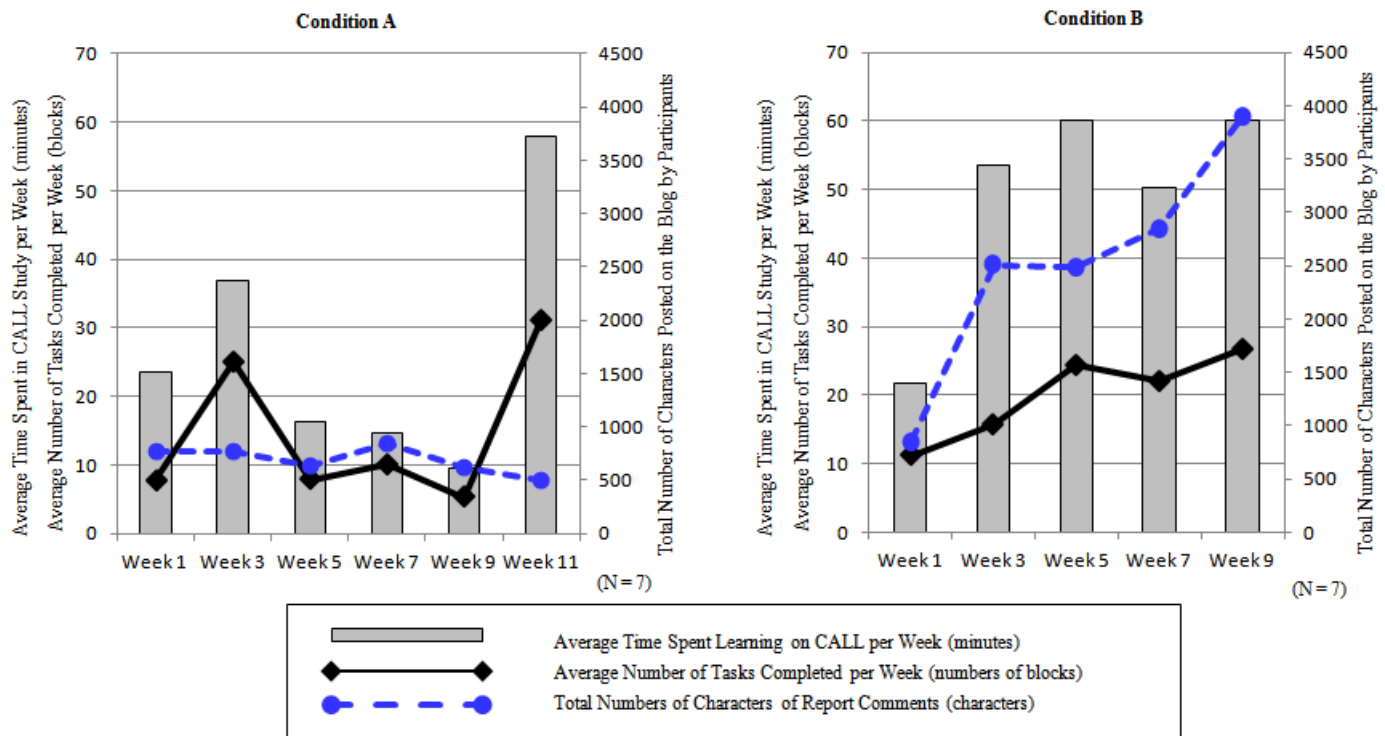 Condition A
Average Time Spent in CALL Study per Week (minutes)
Average Number of Tasks Completed per Week (blocks)
70
60
50
40
30
20
10
0
4500
4000
3500
3000
2500
2000
1500
1000
500
0
Total Number of Characters Posted on the Blog by Participants
Week 1 Week 3 Week 5 Week 7 Week 9 Week 11
(N = 7)
Condition B
Average Time Spent in CALL Study per Week (minutes)
Average Number of Tasks Completed per Week (blocks)
70
60
50
40
30
20
10
0
4500
4000
3500
3000
2500
2000
1500
1000
500
0
Total Number of Characters Posted on the Blog by Participants
Week 1 Week 3 Week 5 Week 7 Week 9
(N = 7)
Average Time Spent Learning on CALL per Week (minutes)
Average Number of Tasks Completed per Week (numbers of blocks)
Total Numbers of Characters of Report Comments (characters)